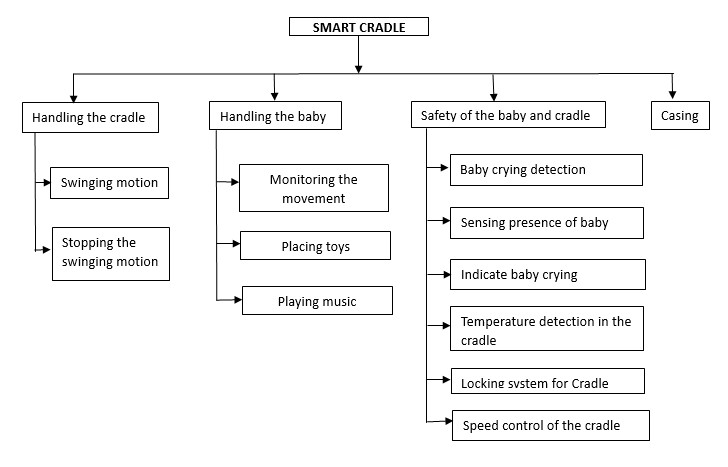 SMART CRADLE
Handling the cradle
Swinging motion
Stopping the
swinging motion
Handling the baby
Monitoring the
movement
Placing toys
Playing music
Safety of the baby and cradle
Baby crying detection
Sensing presence of baby
Indicate baby crying
Temperature detection in the
cradle
Locking system for Cradle
Speed control of the cradle
Casing